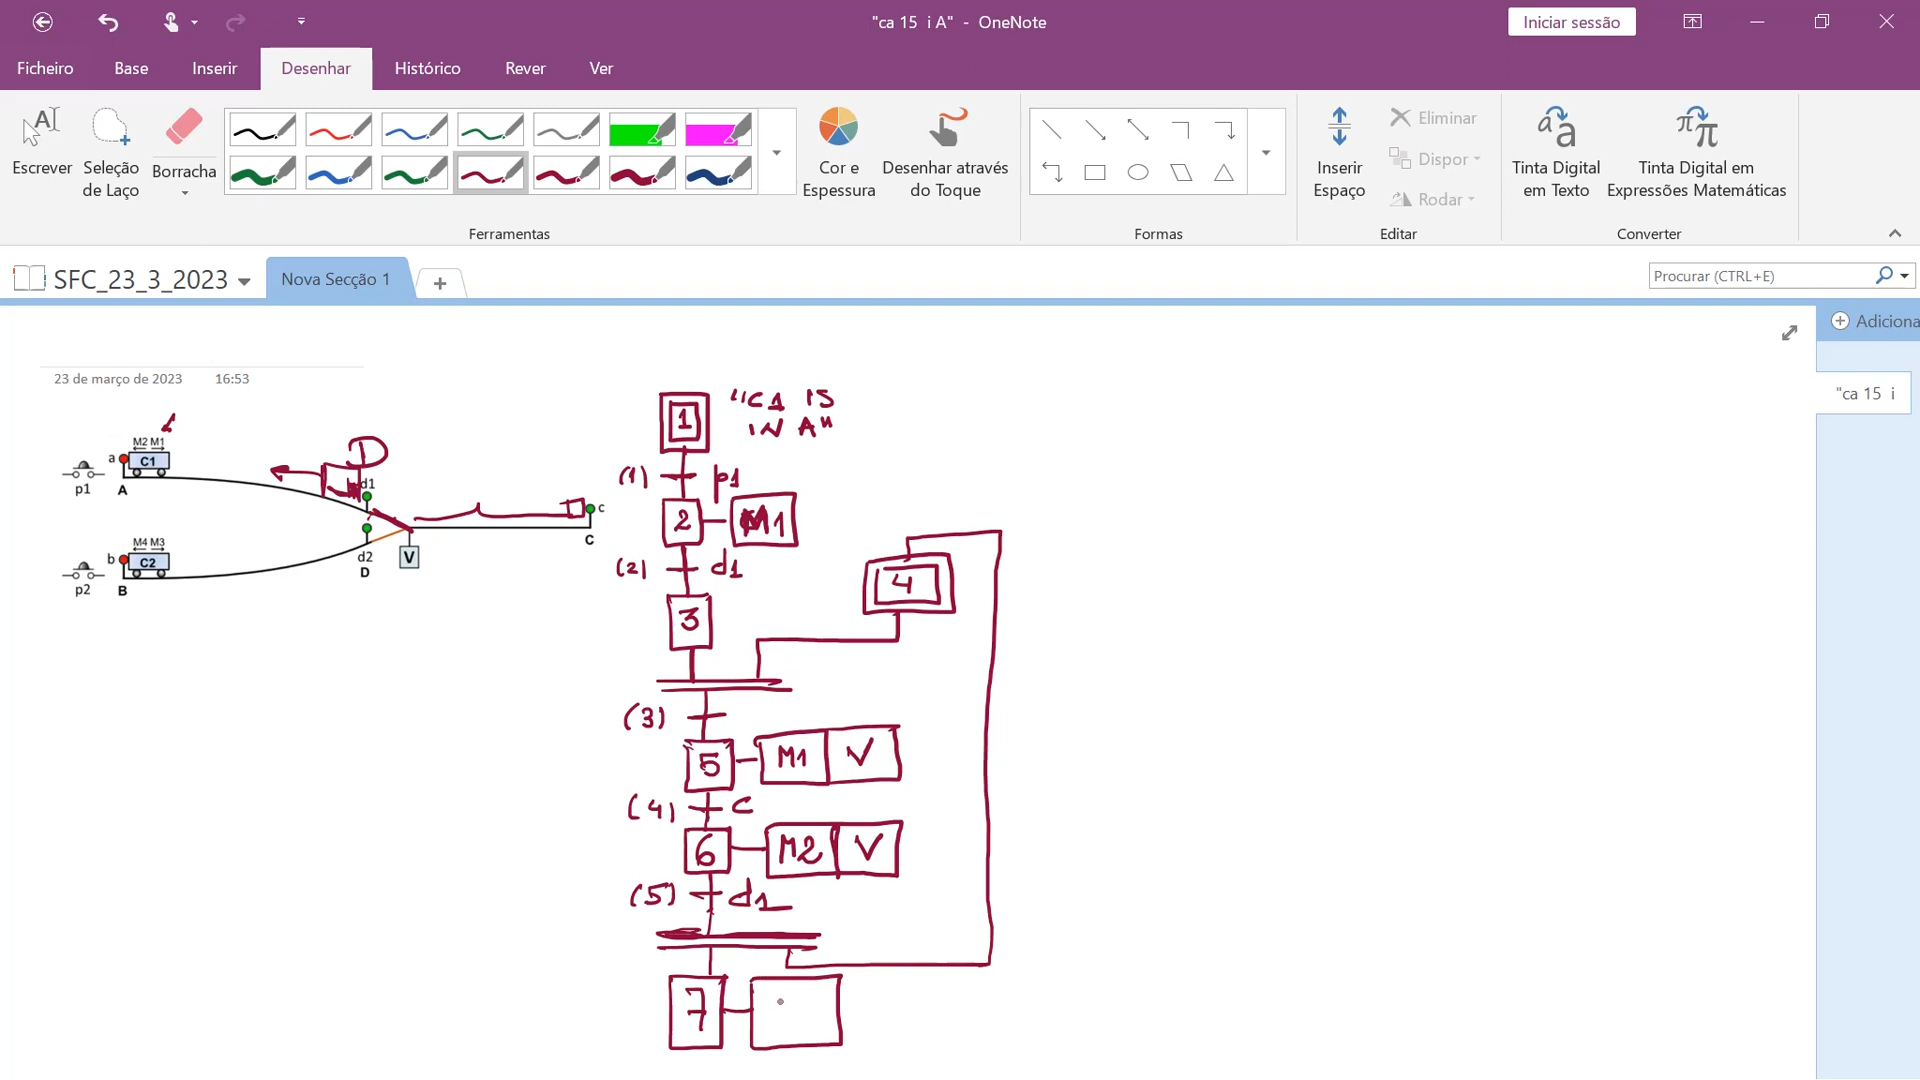 "ca 15 i A" - OneNote
Iniciar sessão
Ficheiro Base Inserir Desenhar Histórico Rever Ver
Escrever
Seleção de Laço
Borracha
Cor e Espessura
Desenhar através do Toque
Inserir Espaço
Eliminar
Dispor
Rodar
Tinta Digital em Texto
Tinta Digital em Expressões Matemáticas
Ferramentas Formas Editar Converter
SFC_23_3_2023
Nova Secção 1
Procurar (CTRL+E)
Adiciona
"ca 15 i
23 de março de 2023 16:53
M2 M1
a C1
p1 A
D
d1
c
C
M4 M3
b C2
p2 B
d2
D
V
1 "C1 IS
IN A"
(1) p1
2 M1
(2) d1
3
4
(3)
5 M1 V
(4) C
6 M2 V
(5) d1
7